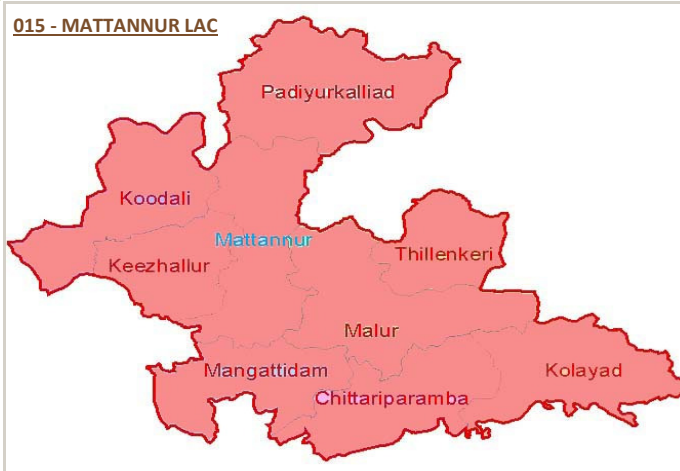 015 - MATTANNUR LAC
Padiyurkalliad
Koodali
Mattannur
Thillenkeri
Keezhallur
Malur
Mangattidam
Kolayad
Chittariparamba